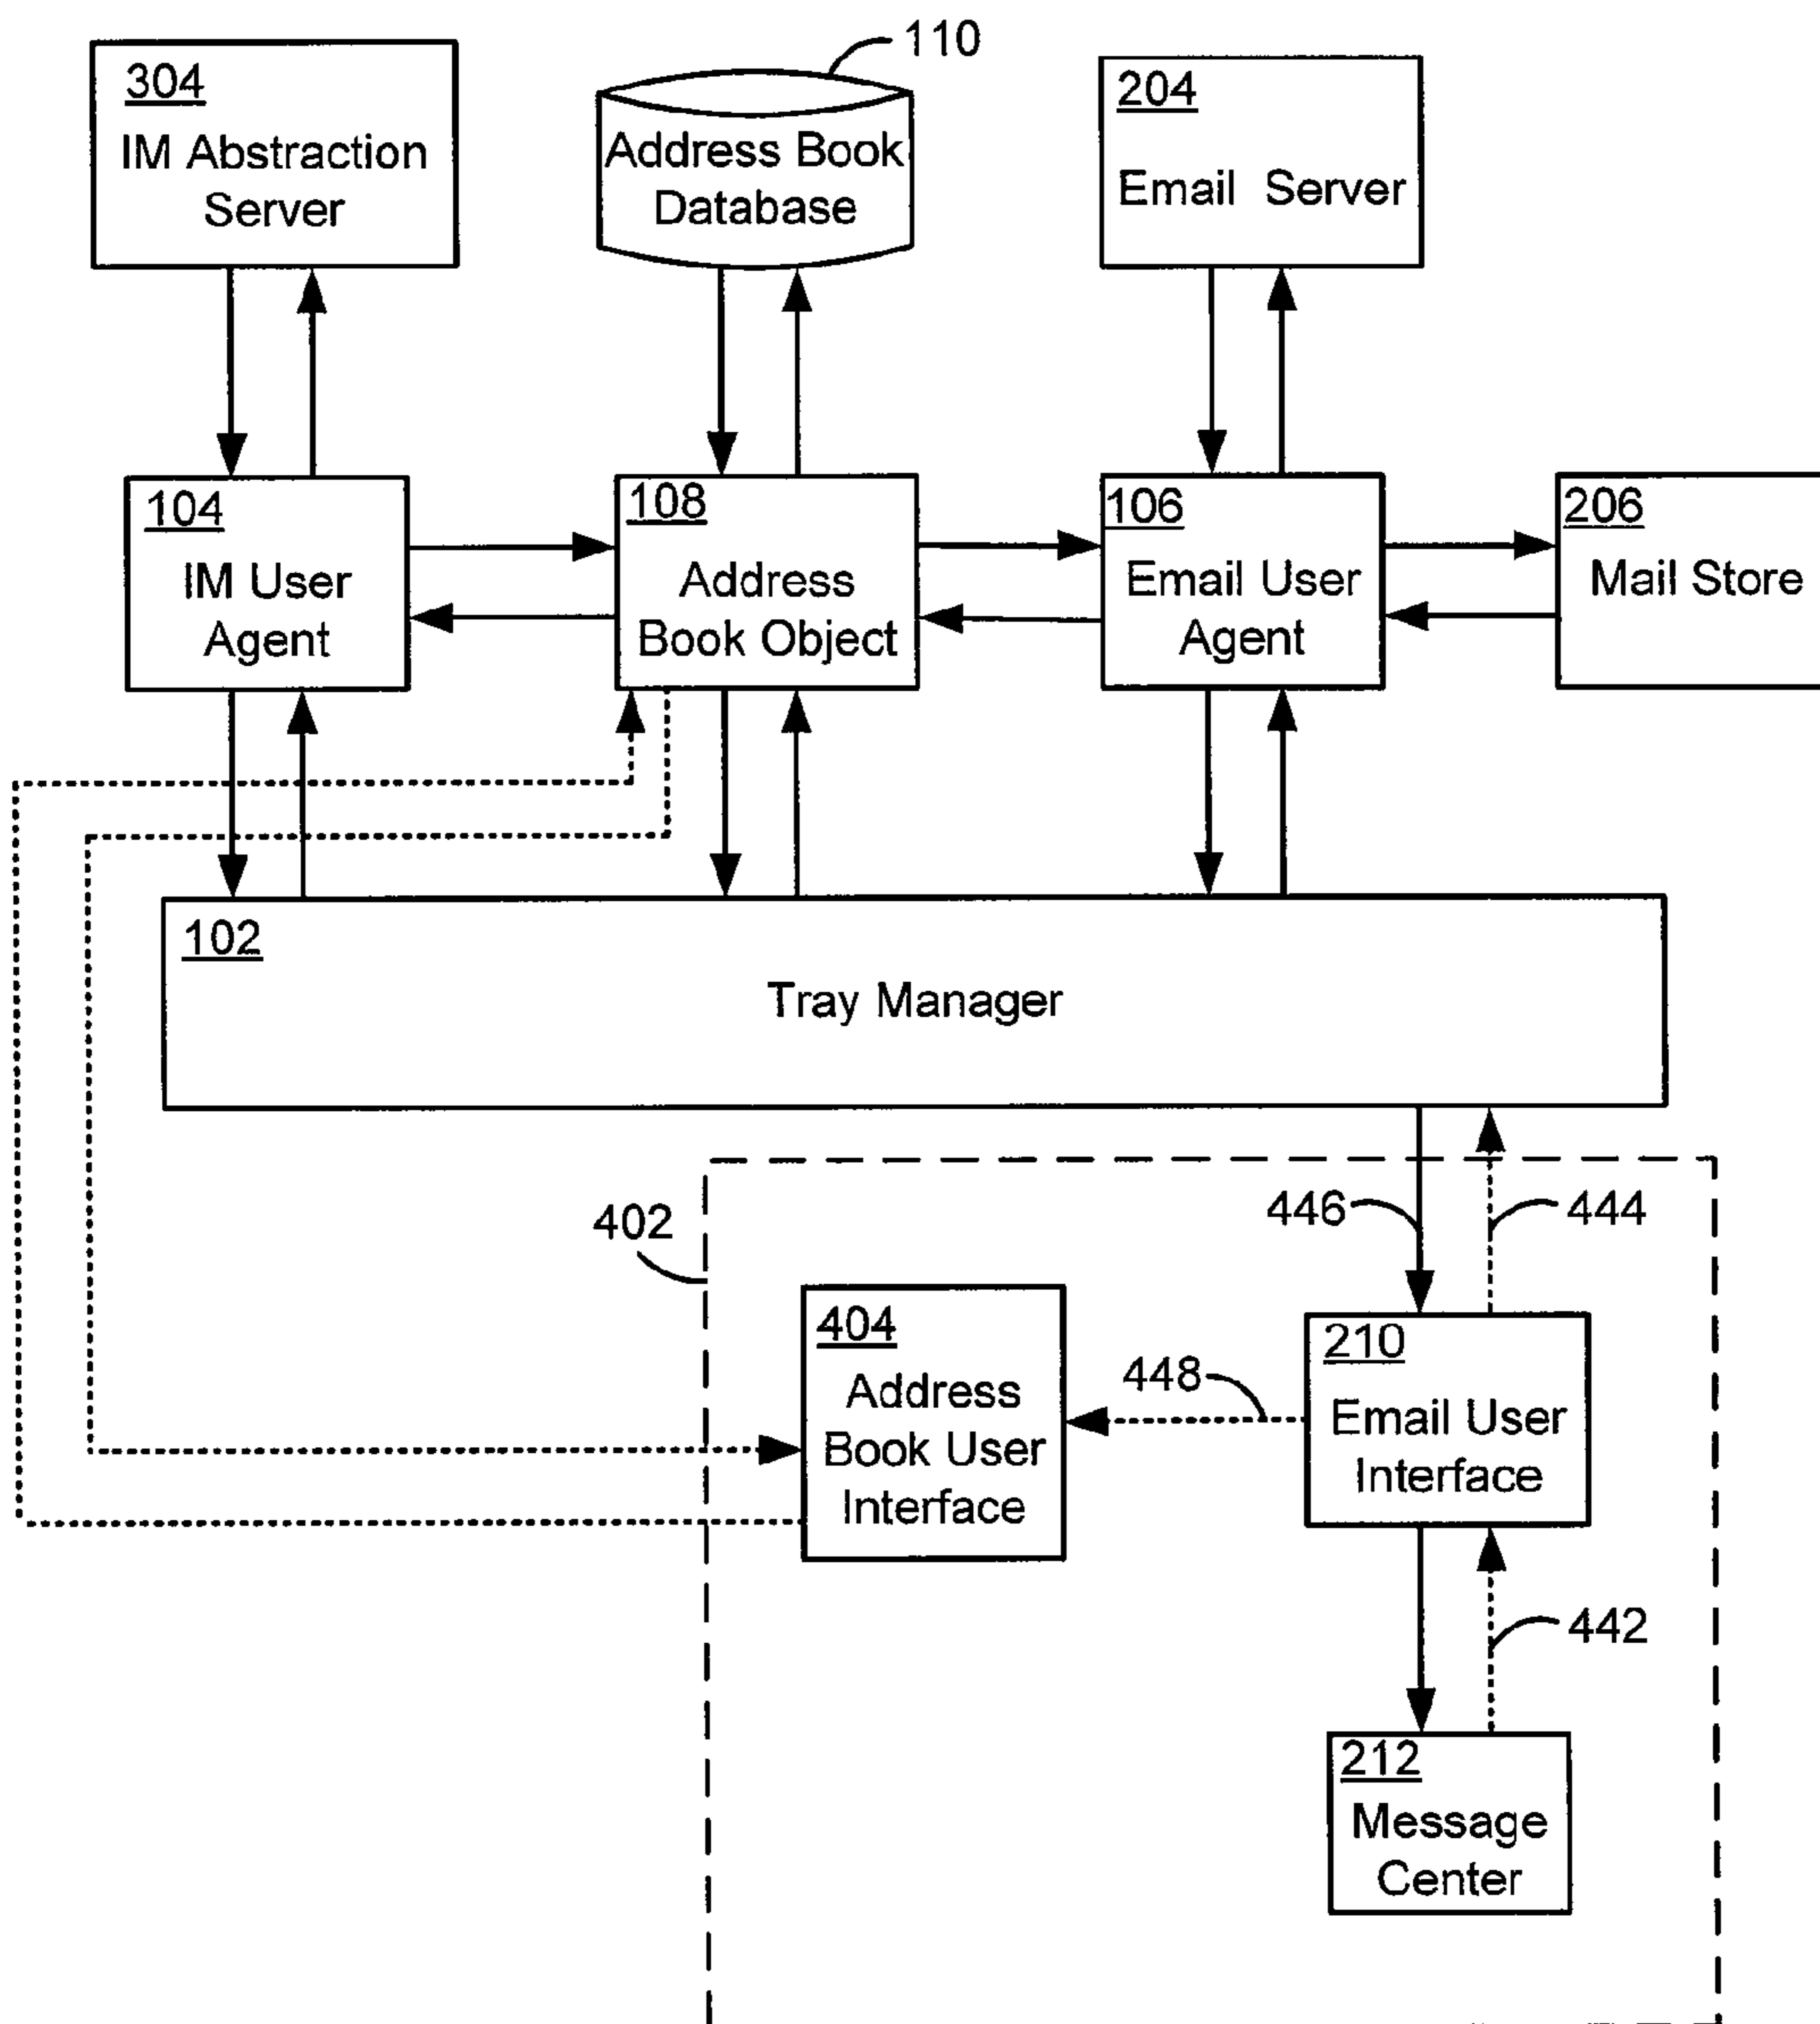 110
304
IM Abstraction
Server
Address Book
Database
204
Email Server
104
IM User
Agent
108
Address
Book Object
106
Email User
Agent
206
Mail Store
102
Tray Manager
402
446
444
404
Address
Book User
Interface
448
210
Email User
Interface
442
212
Message
Center